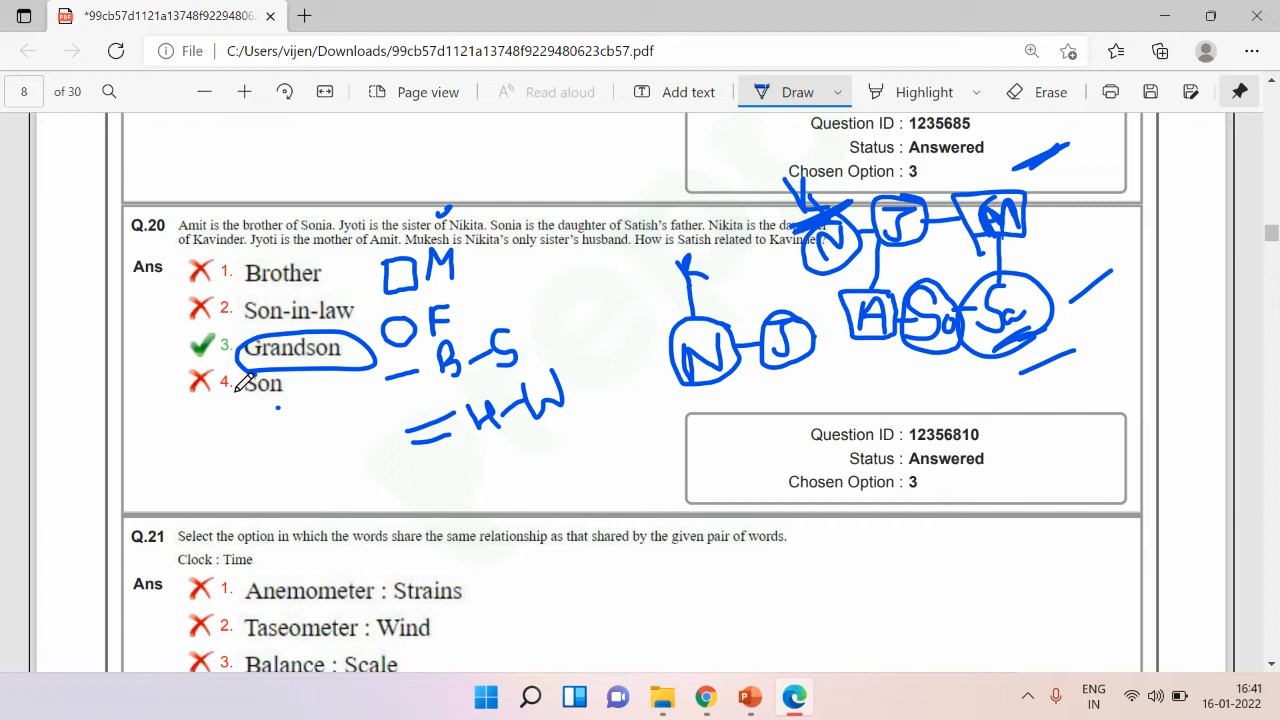 *99cb57d1121a13748f922948062
File C:/Users/vijen/Downloads/99cb57d1121a13748f9229480623cb57.pdf
8 of 30 Page view Read aloud Add text Draw Highlight Erase
Question ID : 1235685
Status : Answered
Chosen Option : 3
Q.20 Amit is the brother of Sonia. Jyoti is the sister of Nikita. Sonia is the daughter of Satish's father. Nikita is the
of Kavinder. Jyoti is the mother of Amit. Mukesh is Nikita's only sister's husband. How is Satish related to Kavinder?
Ans 1. Brother
2. Son-in-law
3. Grandson
4. Son
M
F
B - S
H - W
K
N J
N J M
A So Sa
Question ID : 12356810
Status : Answered
Chosen Option : 3
Q.21 Select the option in which the words share the same relationship as that shared by the given pair of words.
Clock : Time
Ans 1. Anemometer : Strains
2. Taseometer : Wind
3. Balance : Scale
ENG
IN
16:41
16-01-2022